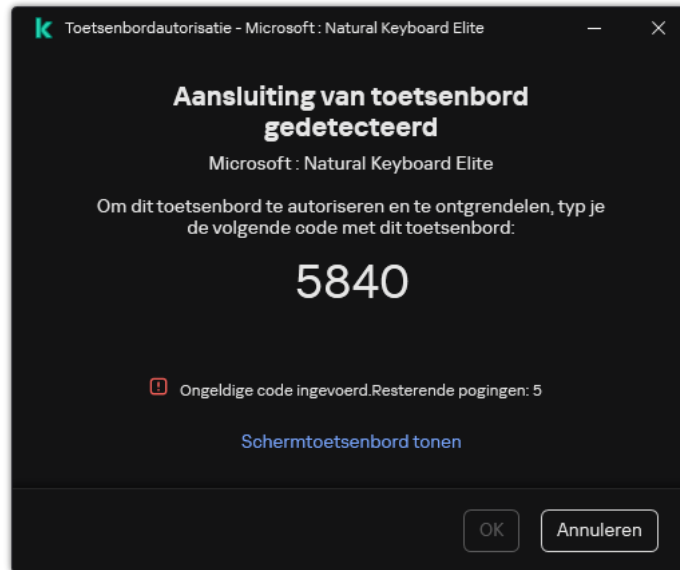 Toetsenbordautorisatie - Microsoft : Natural Keyboard Elite
Aansluiting van toetsenbord
gedetecteerd
Microsoft : Natural Keyboard Elite
Om dit toetsenbord te autoriseren en te ontgrendelen, typ je
de volgende code met dit toetsenbord:
5840
Ongeldige code ingevoerd.Resterende pogingen: 5
Schermtoetsenbord tonen
OK
Annuleren